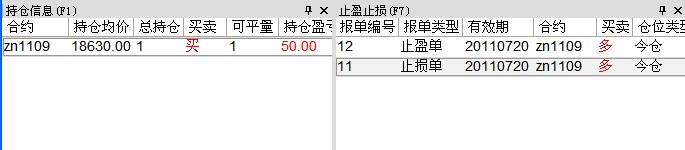 持仓信息(F1)
合约 持仓均价 总持仓 买卖 可平量 持仓盈亏
zn1109 18630.00 1 买 1 50.00
止盈止损(F7)
报单编号 报单类型 有效期 合约 买卖 仓位类型
12 止盈单 20110720 zn1109 多 今仓
11 止损单 20110720 zn1109 多 今仓